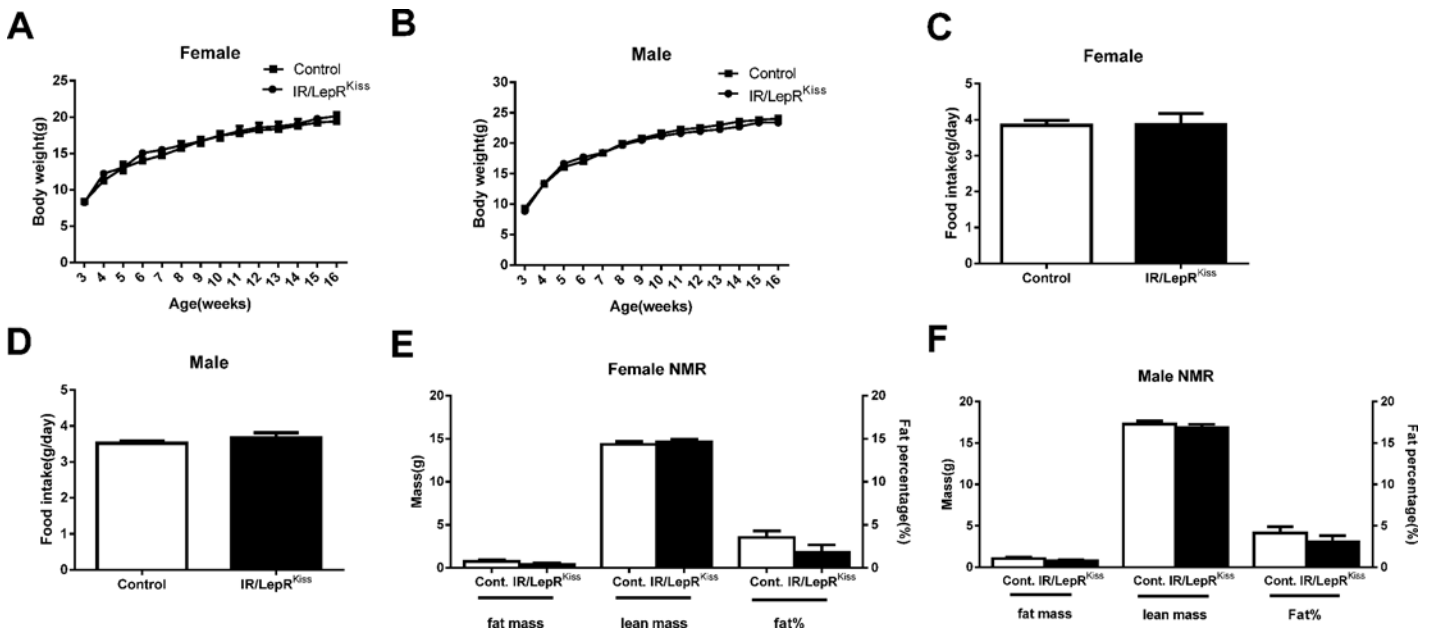 A
Female
Control
IR/LepR^Kiss
25
20
15
10
5
0
Body weight(g)
3 4 5 6 7 8 9 10 11 12 13 14 15 16
Age(weeks)
B
Male
Control
IR/LepR^Kiss
30
25
20
15
10
5
0
Body weight(g)
3 4 5 6 7 8 9 10 11 12 13 14 15 16
Age(weeks)
C
Female
5
4
3
2
1
0
Food intake(g/day)
Control IR/LepR^Kiss
D
Male
5
4
3
2
1
0
Food intake(g/day)
Control IR/LepR^Kiss
E
Female NMR
20
15
10
5
0
Mass(g)
20
15
10
5
0
Fat percentage(%)
Cont. IR/LepR^Kiss Cont. IR/LepR^Kiss Cont. IR/LepR^Kiss
fat mass lean mass fat%
F
Male NMR
20
15
10
5
0
Mass(g)
20
15
10
5
0
Fat percentage(%)
Cont. IR/LepR^Kiss Cont. IR/LepR^Kiss Cont. IR/LepR^Kiss
fat mass lean mass Fat%